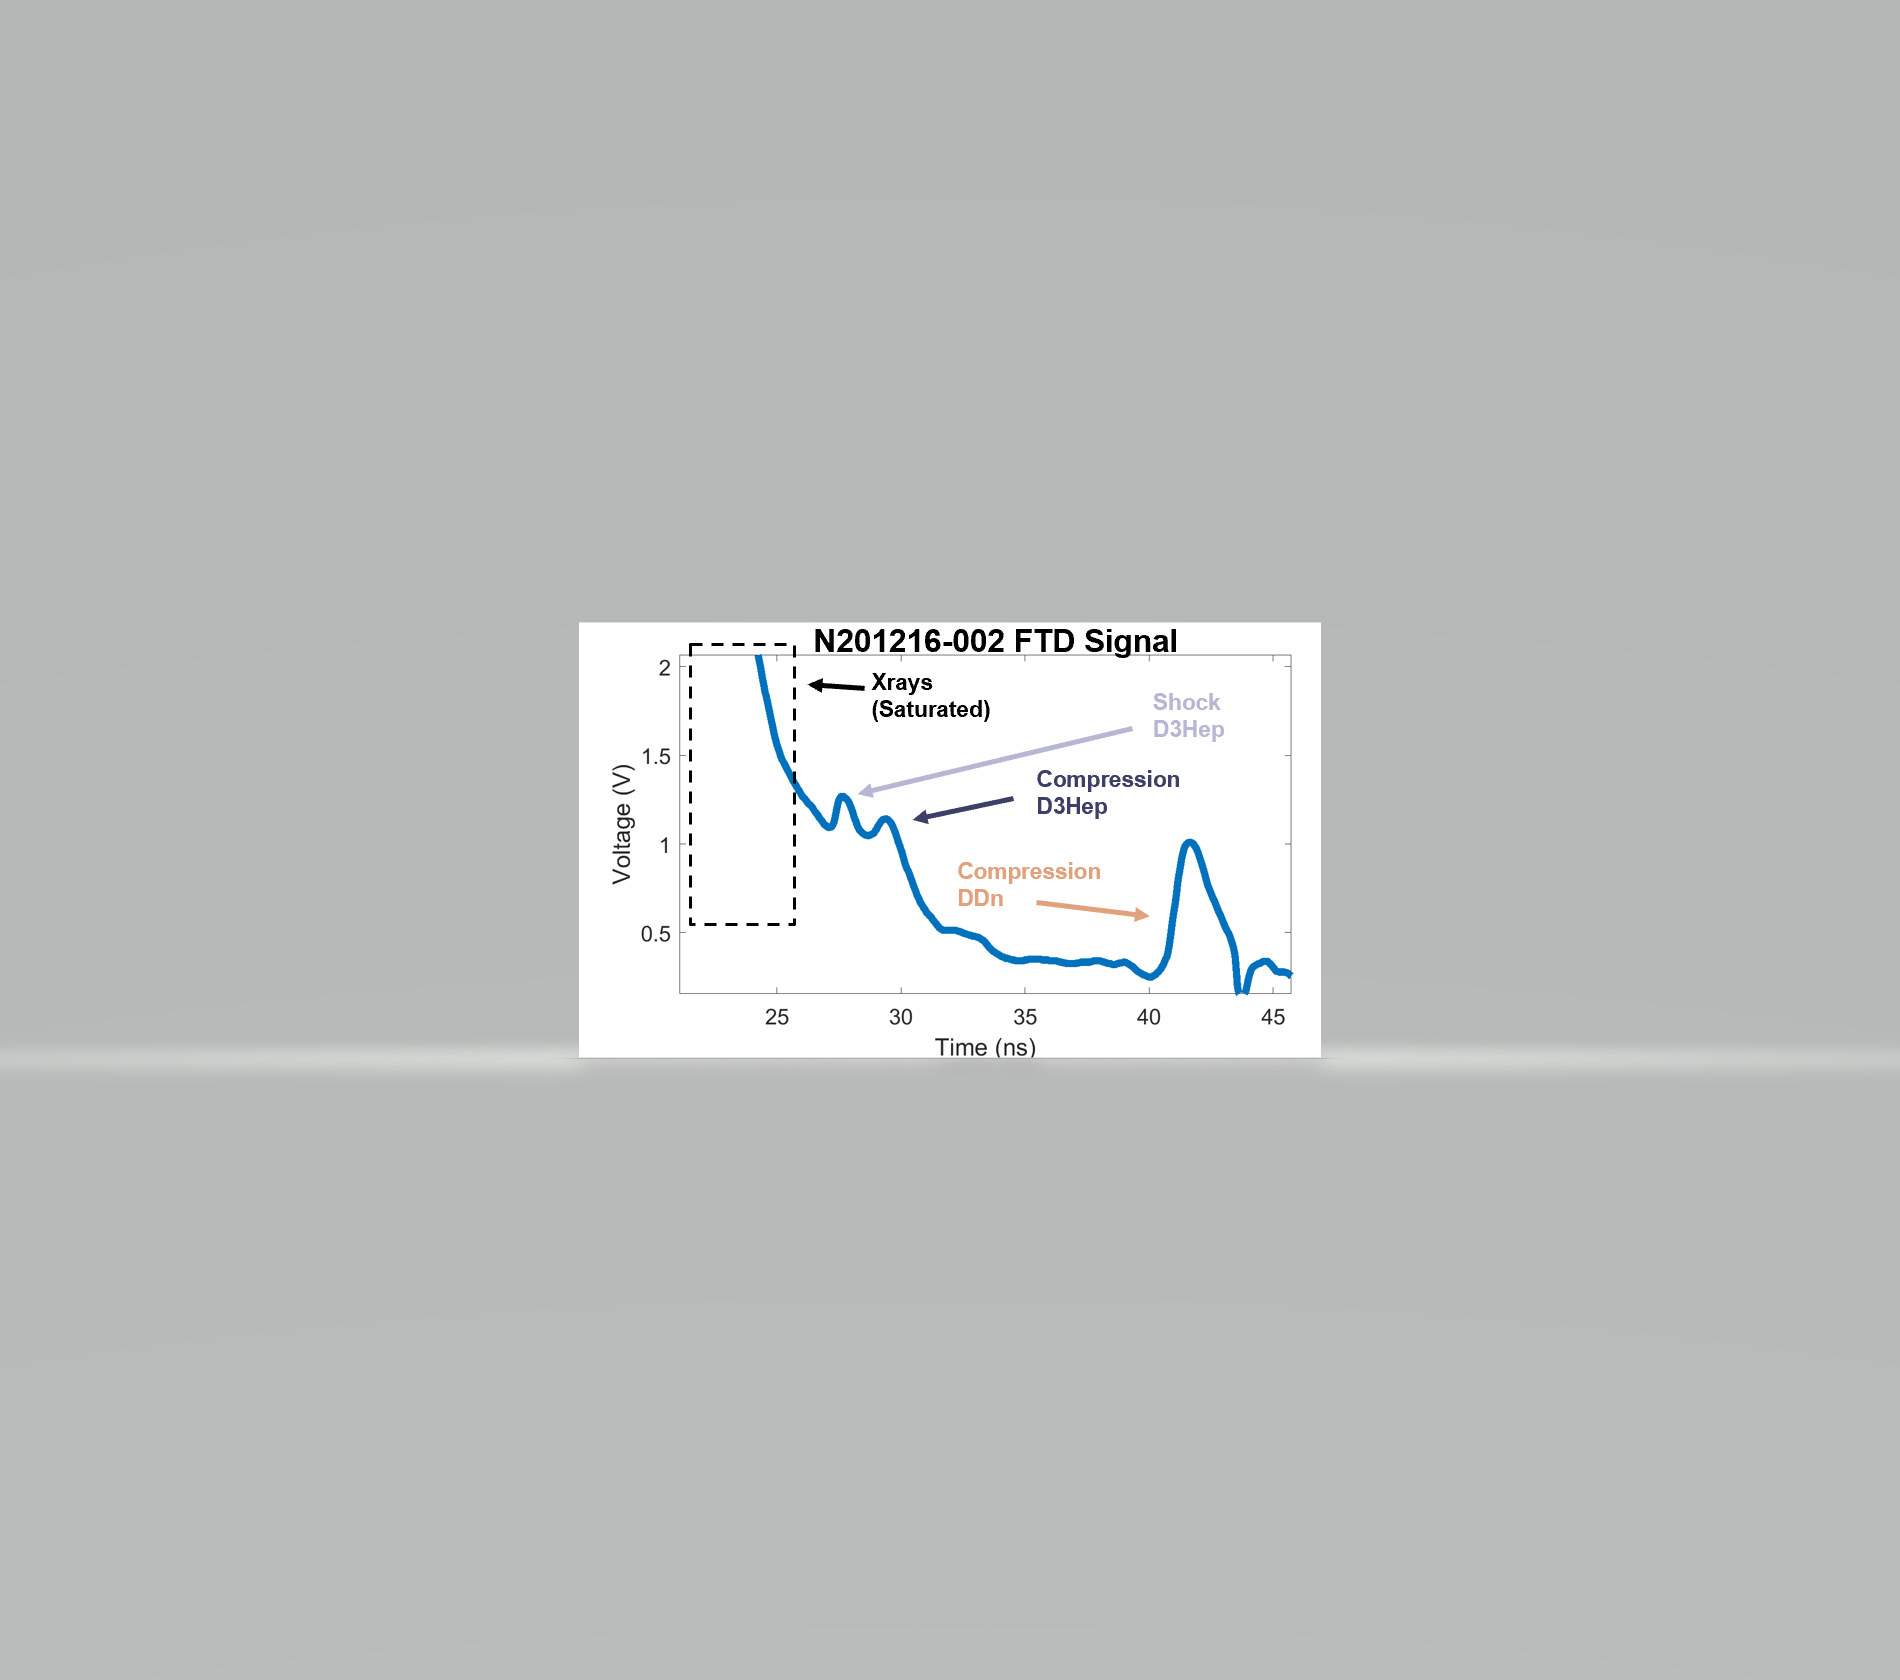 N201216-002 FTD Signal
Xrays
(Saturated)
Shock
D3Hep
Compression
D3Hep
Compression
DDn
Voltage (V)
2
1.5
1
0.5
25 30 35 40 45
Time (ns)